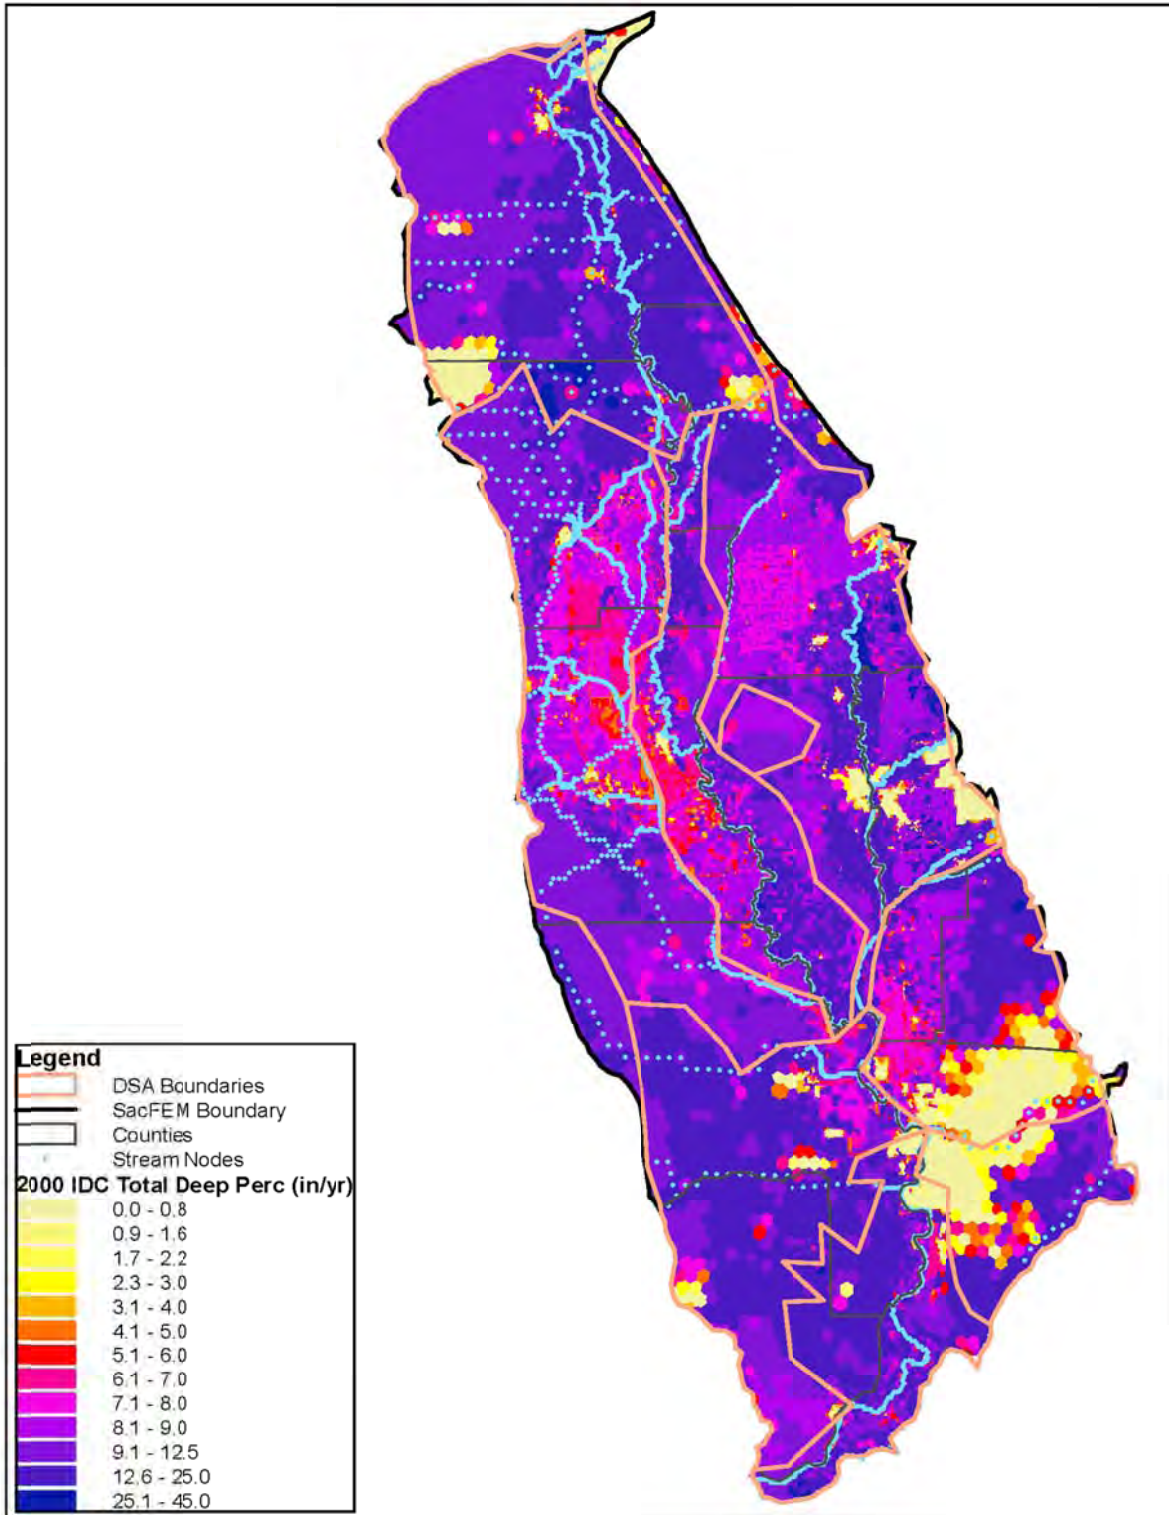 Legend
DSA Boundaries
SacFEM Boundary
Counties
Stream Nodes
2000 IDC Total Deep Perc (in/yr)
0.0 - 0.8
0.9 - 1.6
1.7 - 2.2
2.3 - 3.0
3.1 - 4.0
4.1 - 5.0
5.1 - 6.0
6.1 - 7.0
7.1 - 8.0
8.1 - 9.0
9.1 - 12.5
12.6 - 25.0
25.1 - 45.0